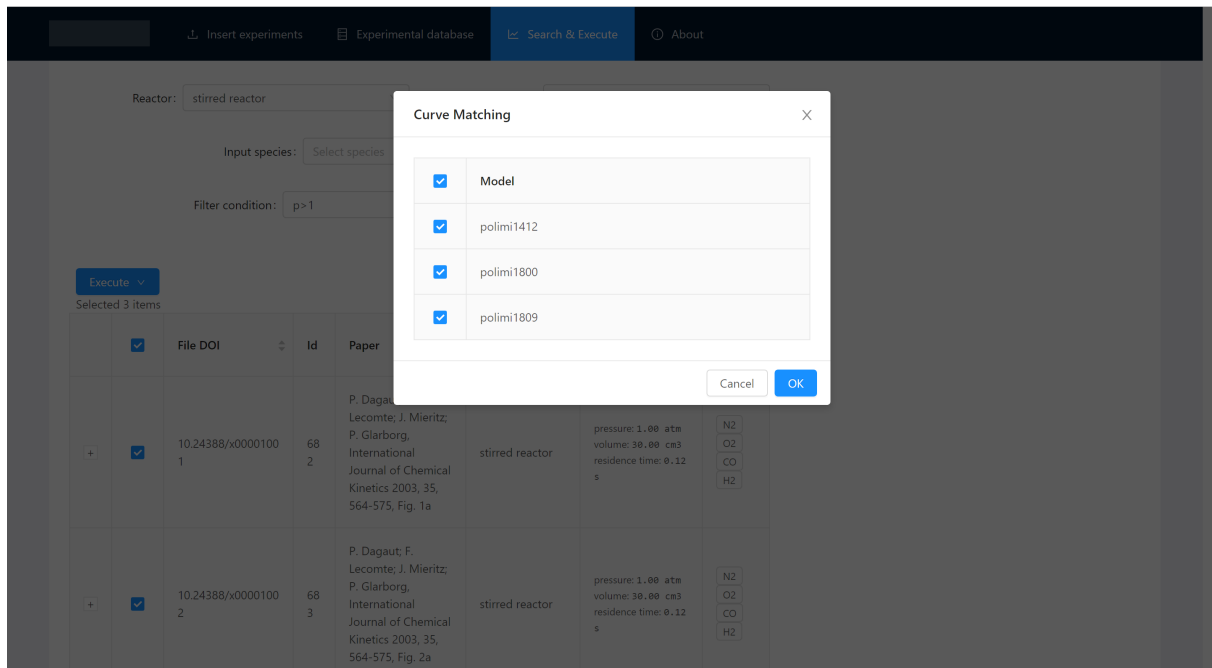 Insert experiments
Experimental database
Search & Execute
About
Reactor:
stirred reactor
Input species:
Select species
Filter condition:
p>1
Curve Matching
Model
polimi1412
polimi1800
polimi1809
Cancel
OK
Execute
Selected 3 items
File DOI
Id
Paper
10.24388/x0000100
1
68
2
P. Dagau
Lecomte; J. Mieritz;
P. Glarborg,
International
Journal of Chemical
Kinetics 2003, 35,
564-575, Fig. 1a
stirred reactor
pressure: 1.00 atm
volume: 30.00 cm3
residence time: 0.12
s
N2
O2
CO
H2
10.24388/x0000100
2
68
3
P. Dagaut; F.
Lecomte; J. Mieritz;
P. Glarborg,
International
Journal of Chemical
Kinetics 2003, 35,
564-575, Fig. 2a
stirred reactor
pressure: 1.00 atm
volume: 30.00 cm3
residence time: 0.12
s
N2
O2
CO
H2